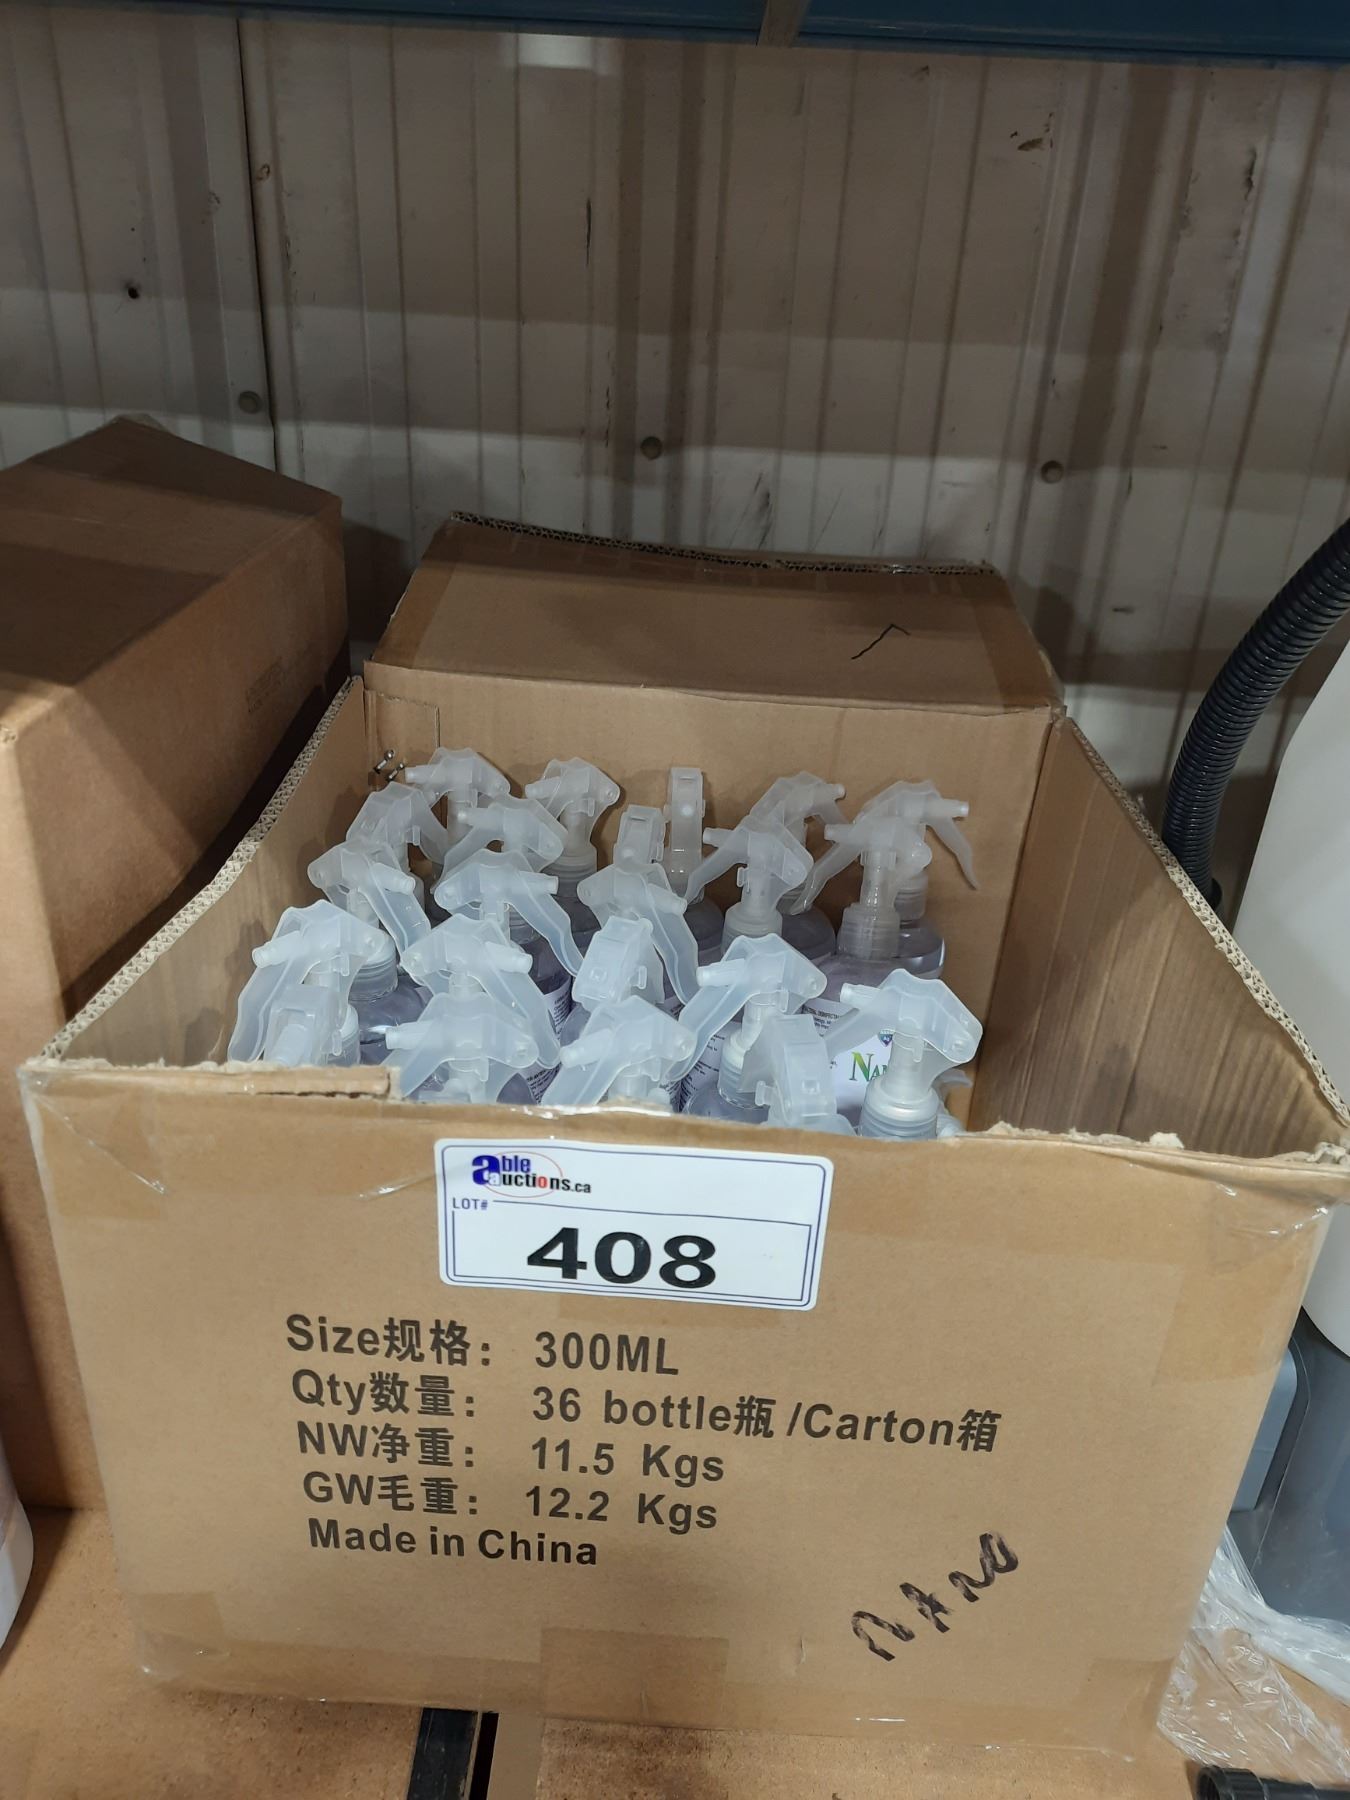 able
auctions.ca
LOT#
408
Size规格： 300ML
Qty数量： 36 bottle瓶 /Carton箱
NW净重： 11.5 Kgs
GW毛重： 12.2 Kgs
Made in China
NANO